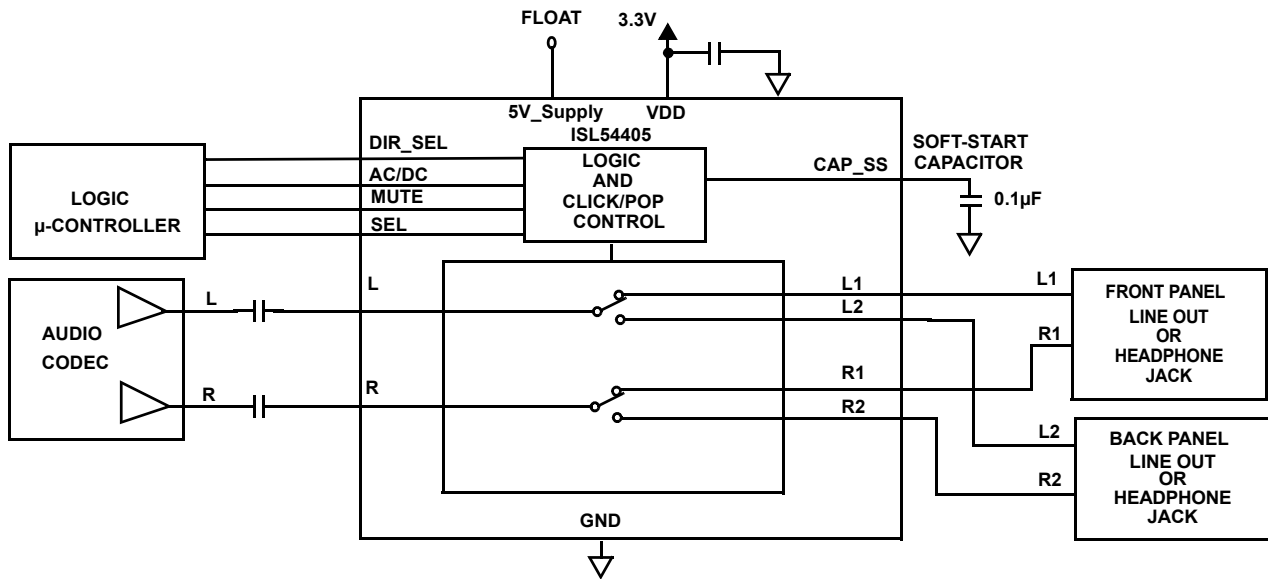 FLOAT
3.3V
5V_Supply
VDD
ISL54405
DIR_SEL
AC/DC
MUTE
SEL
LOGIC
AND
CLICK/POP
CONTROL
CAP_SS
SOFT-START
CAPACITOR
0.1µF
LOGIC
µ-CONTROLLER
AUDIO
CODEC
L
R
L
R
L1
L2
R1
R2
L1
R1
FRONT PANEL
LINE OUT
OR
HEADPHONE
JACK
L2
R2
BACK PANEL
LINE OUT
OR
HEADPHONE
JACK
GND